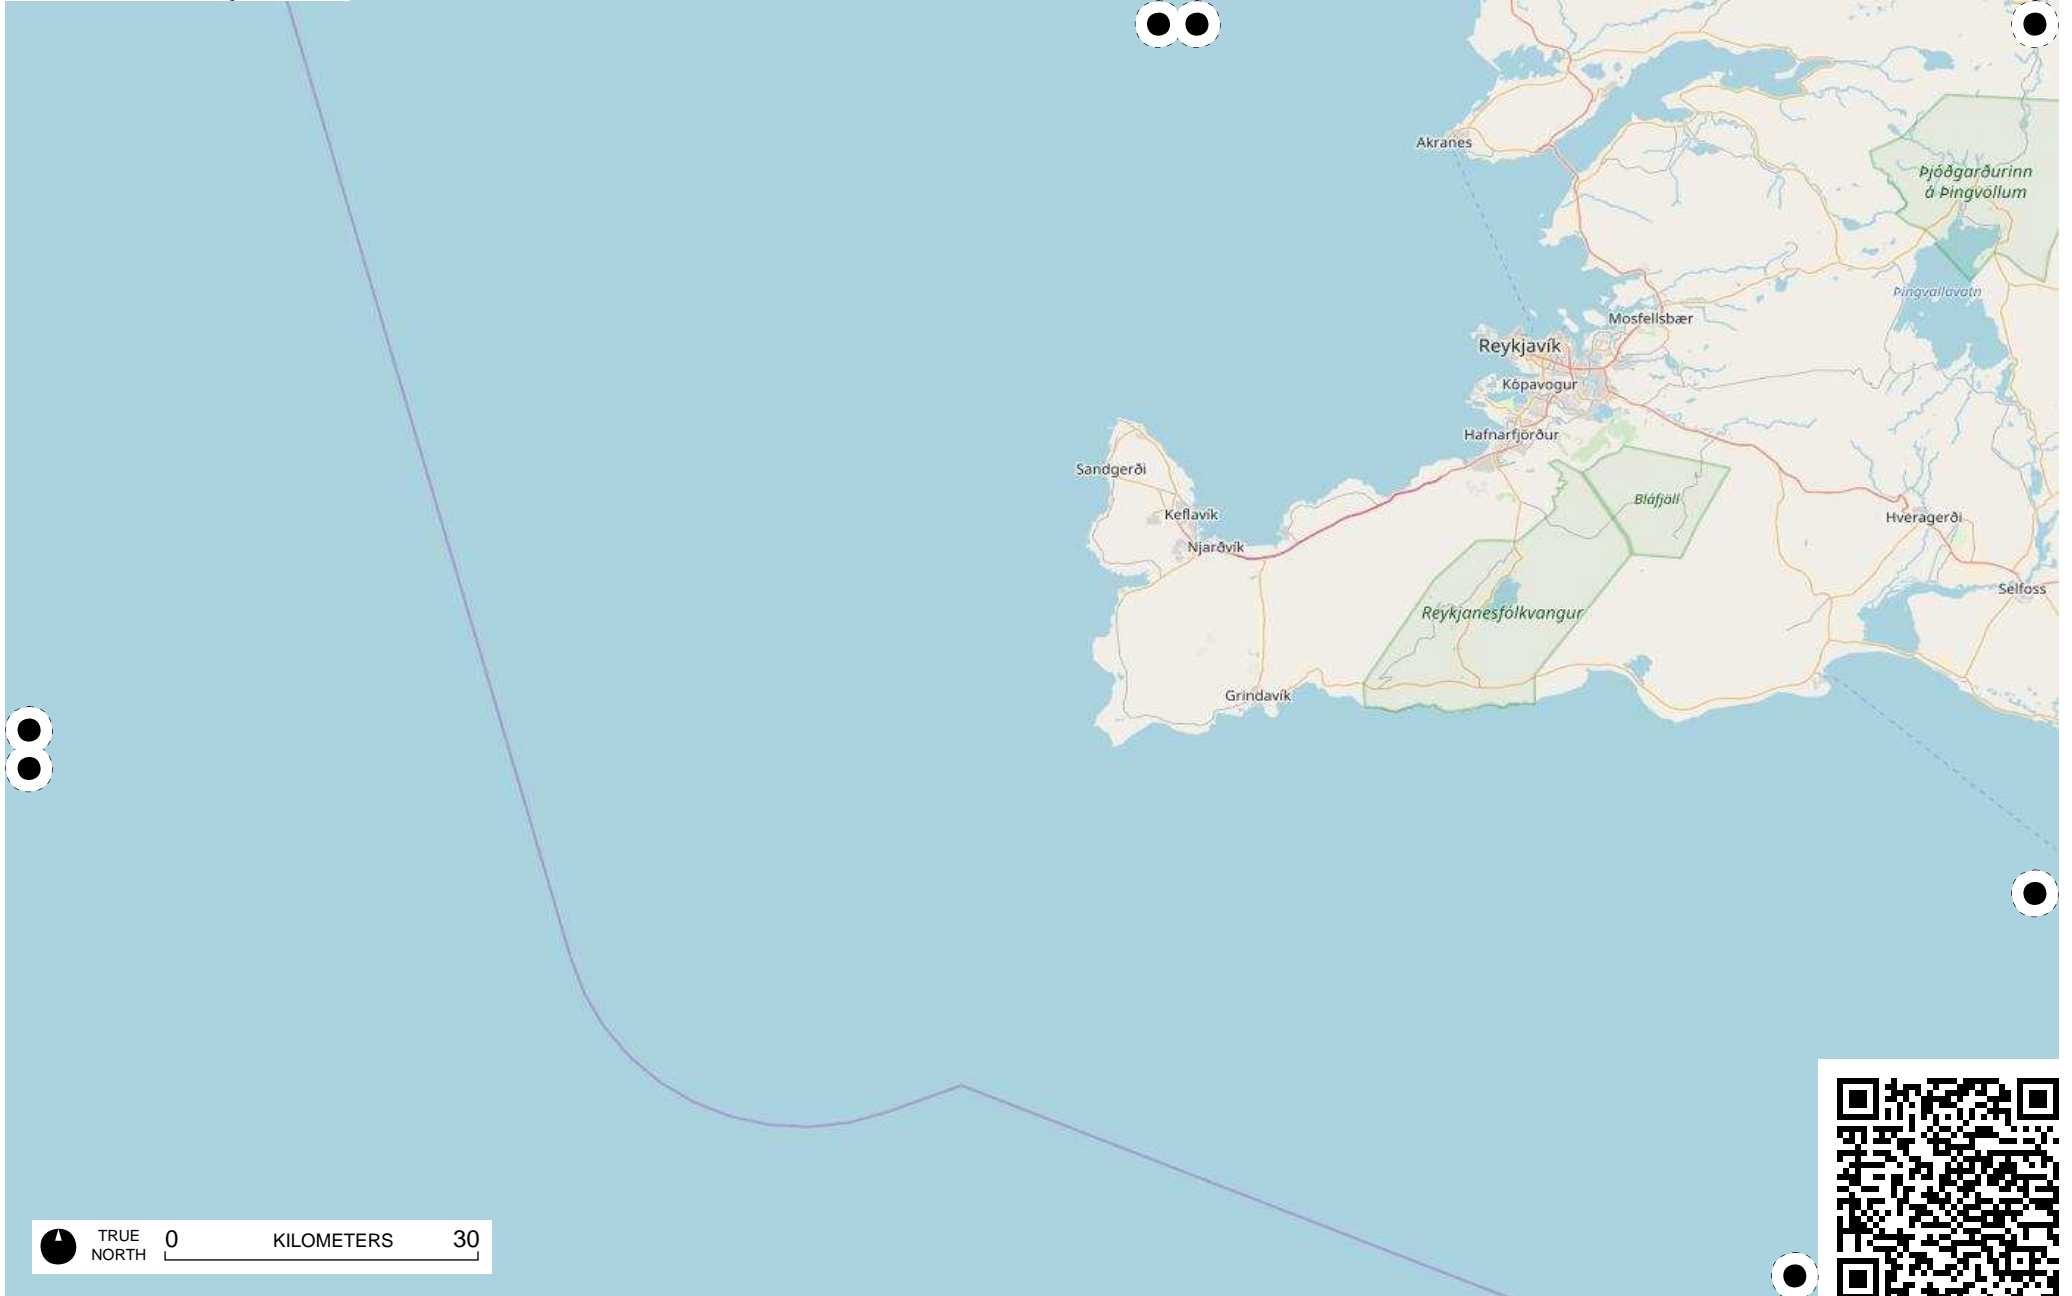 Akranes
Þjóðgarðurinn
á Þingvöllum
Þingvallavatn
Mosfellsbær
Reykjavík
Kópavogur
Hafnarfjörður
Sandgerði
Bláfjöll
Keflavík
Hveragerði
Njarðvík
Selfoss
Reykjanesfólkvangur
Grindavík
TRUE
NORTH
0 KILOMETERS 30